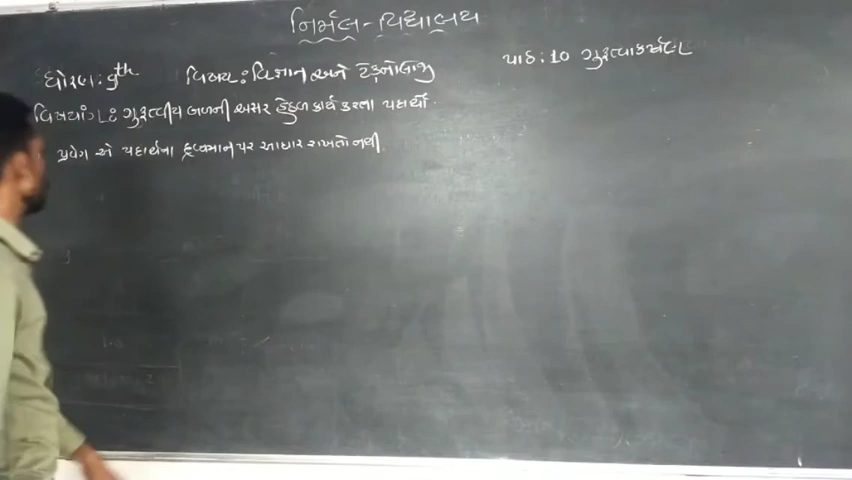 નિર્મલ - વિદ્યાલય
ધોરણ : 9th વિષય : વિજ્ઞાન અને ટેકનોલોજી પાઠ : 10 ગુરુત્વાકર્ષણ
વિષયાંગ : ગુરુત્વીય બળની અસર હેઠળ કાર્ય કરતા પદાર્થો
પ્રવેગ એ પદાર્થના દ્રવ્યમાન પર આધાર રાખતો નથી.